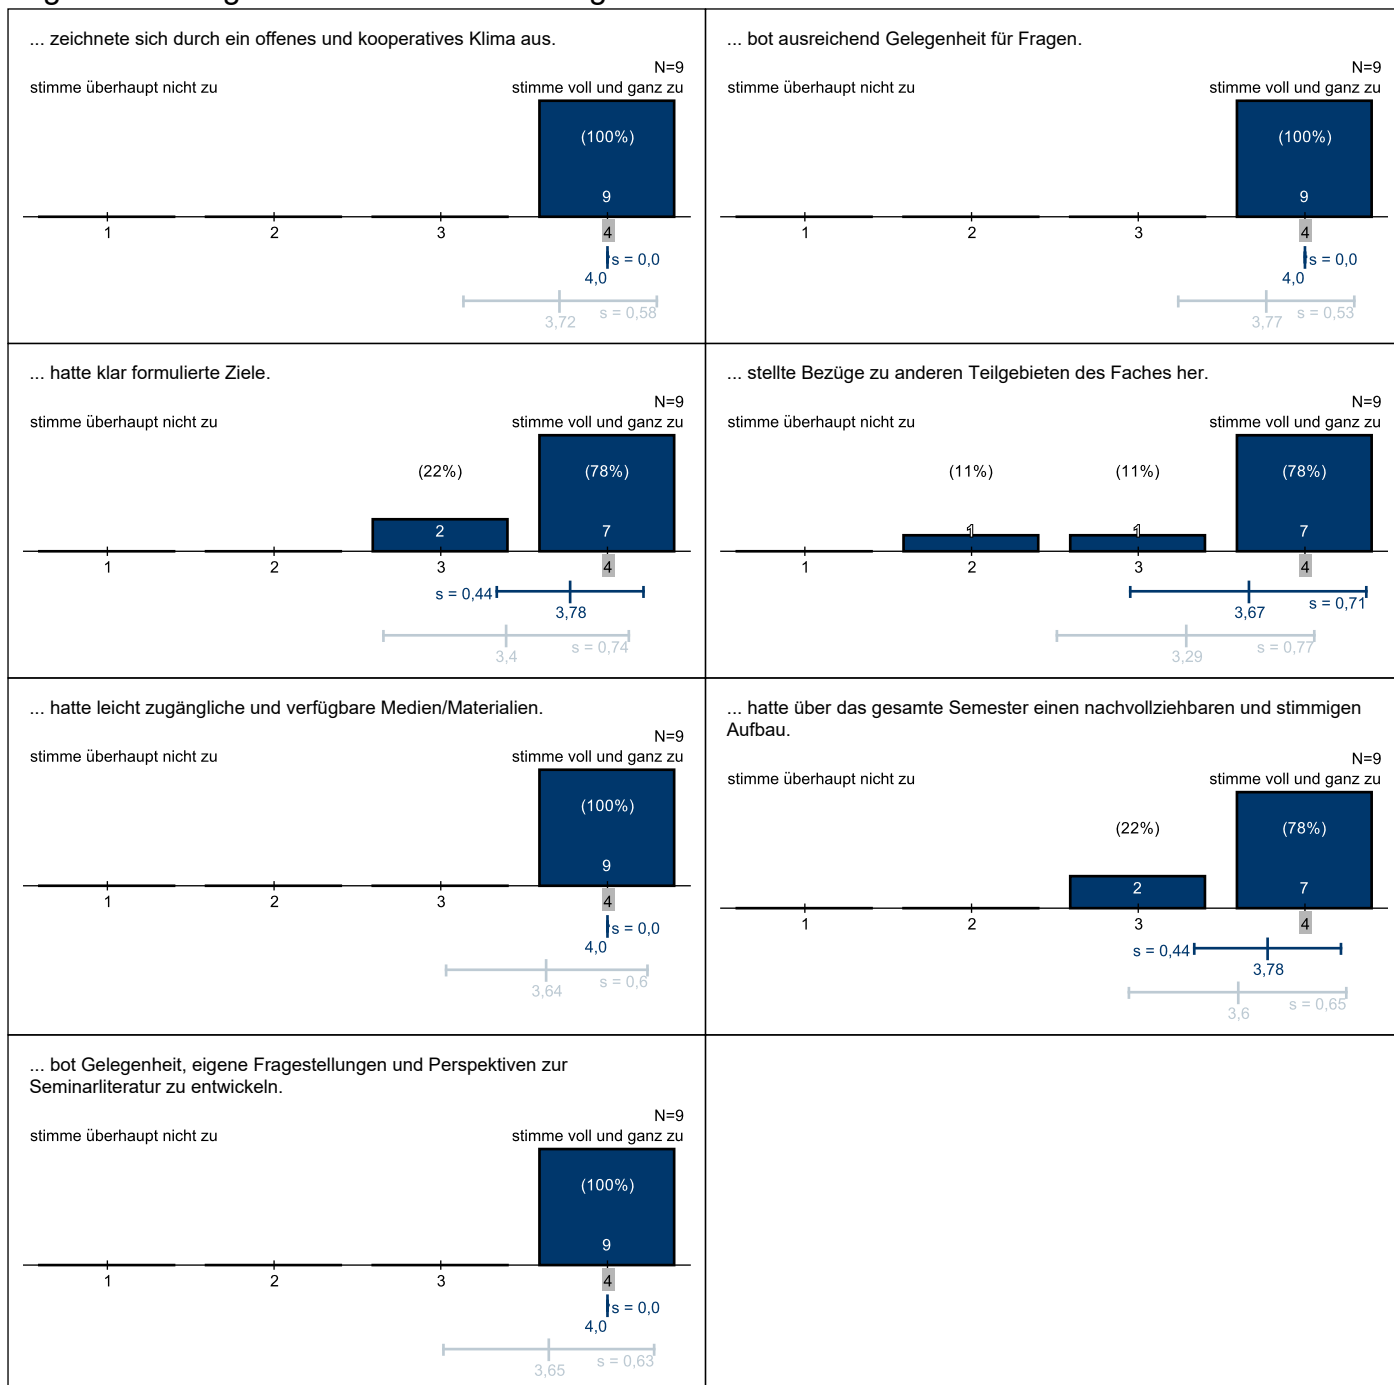 ... zeichnete sich durch ein offenes und kooperatives Klima aus.
N=9
stimme überhaupt nicht zu stimme voll und ganz zu
(100%)
9
1 2 3 4
s = 0,0
4,0
3,72 s = 0,58
... bot ausreichend Gelegenheit für Fragen.
N=9
stimme überhaupt nicht zu stimme voll und ganz zu
(100%)
9
1 2 3 4
s = 0,0
4,0
3,77 s = 0,53
... hatte klar formulierte Ziele.
N=9
stimme überhaupt nicht zu stimme voll und ganz zu
(22%) (78%)
2 7
1 2 3 4
s = 0,44
3,78
3,4 s = 0,74
... stellte Bezüge zu anderen Teilgebieten des Faches her.
N=9
stimme überhaupt nicht zu stimme voll und ganz zu
(11%) (11%) (78%)
1 1 7
1 2 3 4
3,67 s = 0,71
3,29 s = 0,77
... hatte leicht zugängliche und verfügbare Medien/Materialien.
N=9
stimme überhaupt nicht zu stimme voll und ganz zu
(100%)
9
1 2 3 4
s = 0,0
4,0
3,64 s = 0,6
... hatte über das gesamte Semester einen nachvollziehbaren und stimmigen
Aufbau.
N=9
stimme überhaupt nicht zu stimme voll und ganz zu
(22%) (78%)
2 7
1 2 3 4
s = 0,44
3,78
3,6 s = 0,65
... bot Gelegenheit, eigene Fragestellungen und Perspektiven zur
Seminarliteratur zu entwickeln.
N=9
stimme überhaupt nicht zu stimme voll und ganz zu
(100%)
9
1 2 3 4
s = 0,0
4,0
3,65 s = 0,63